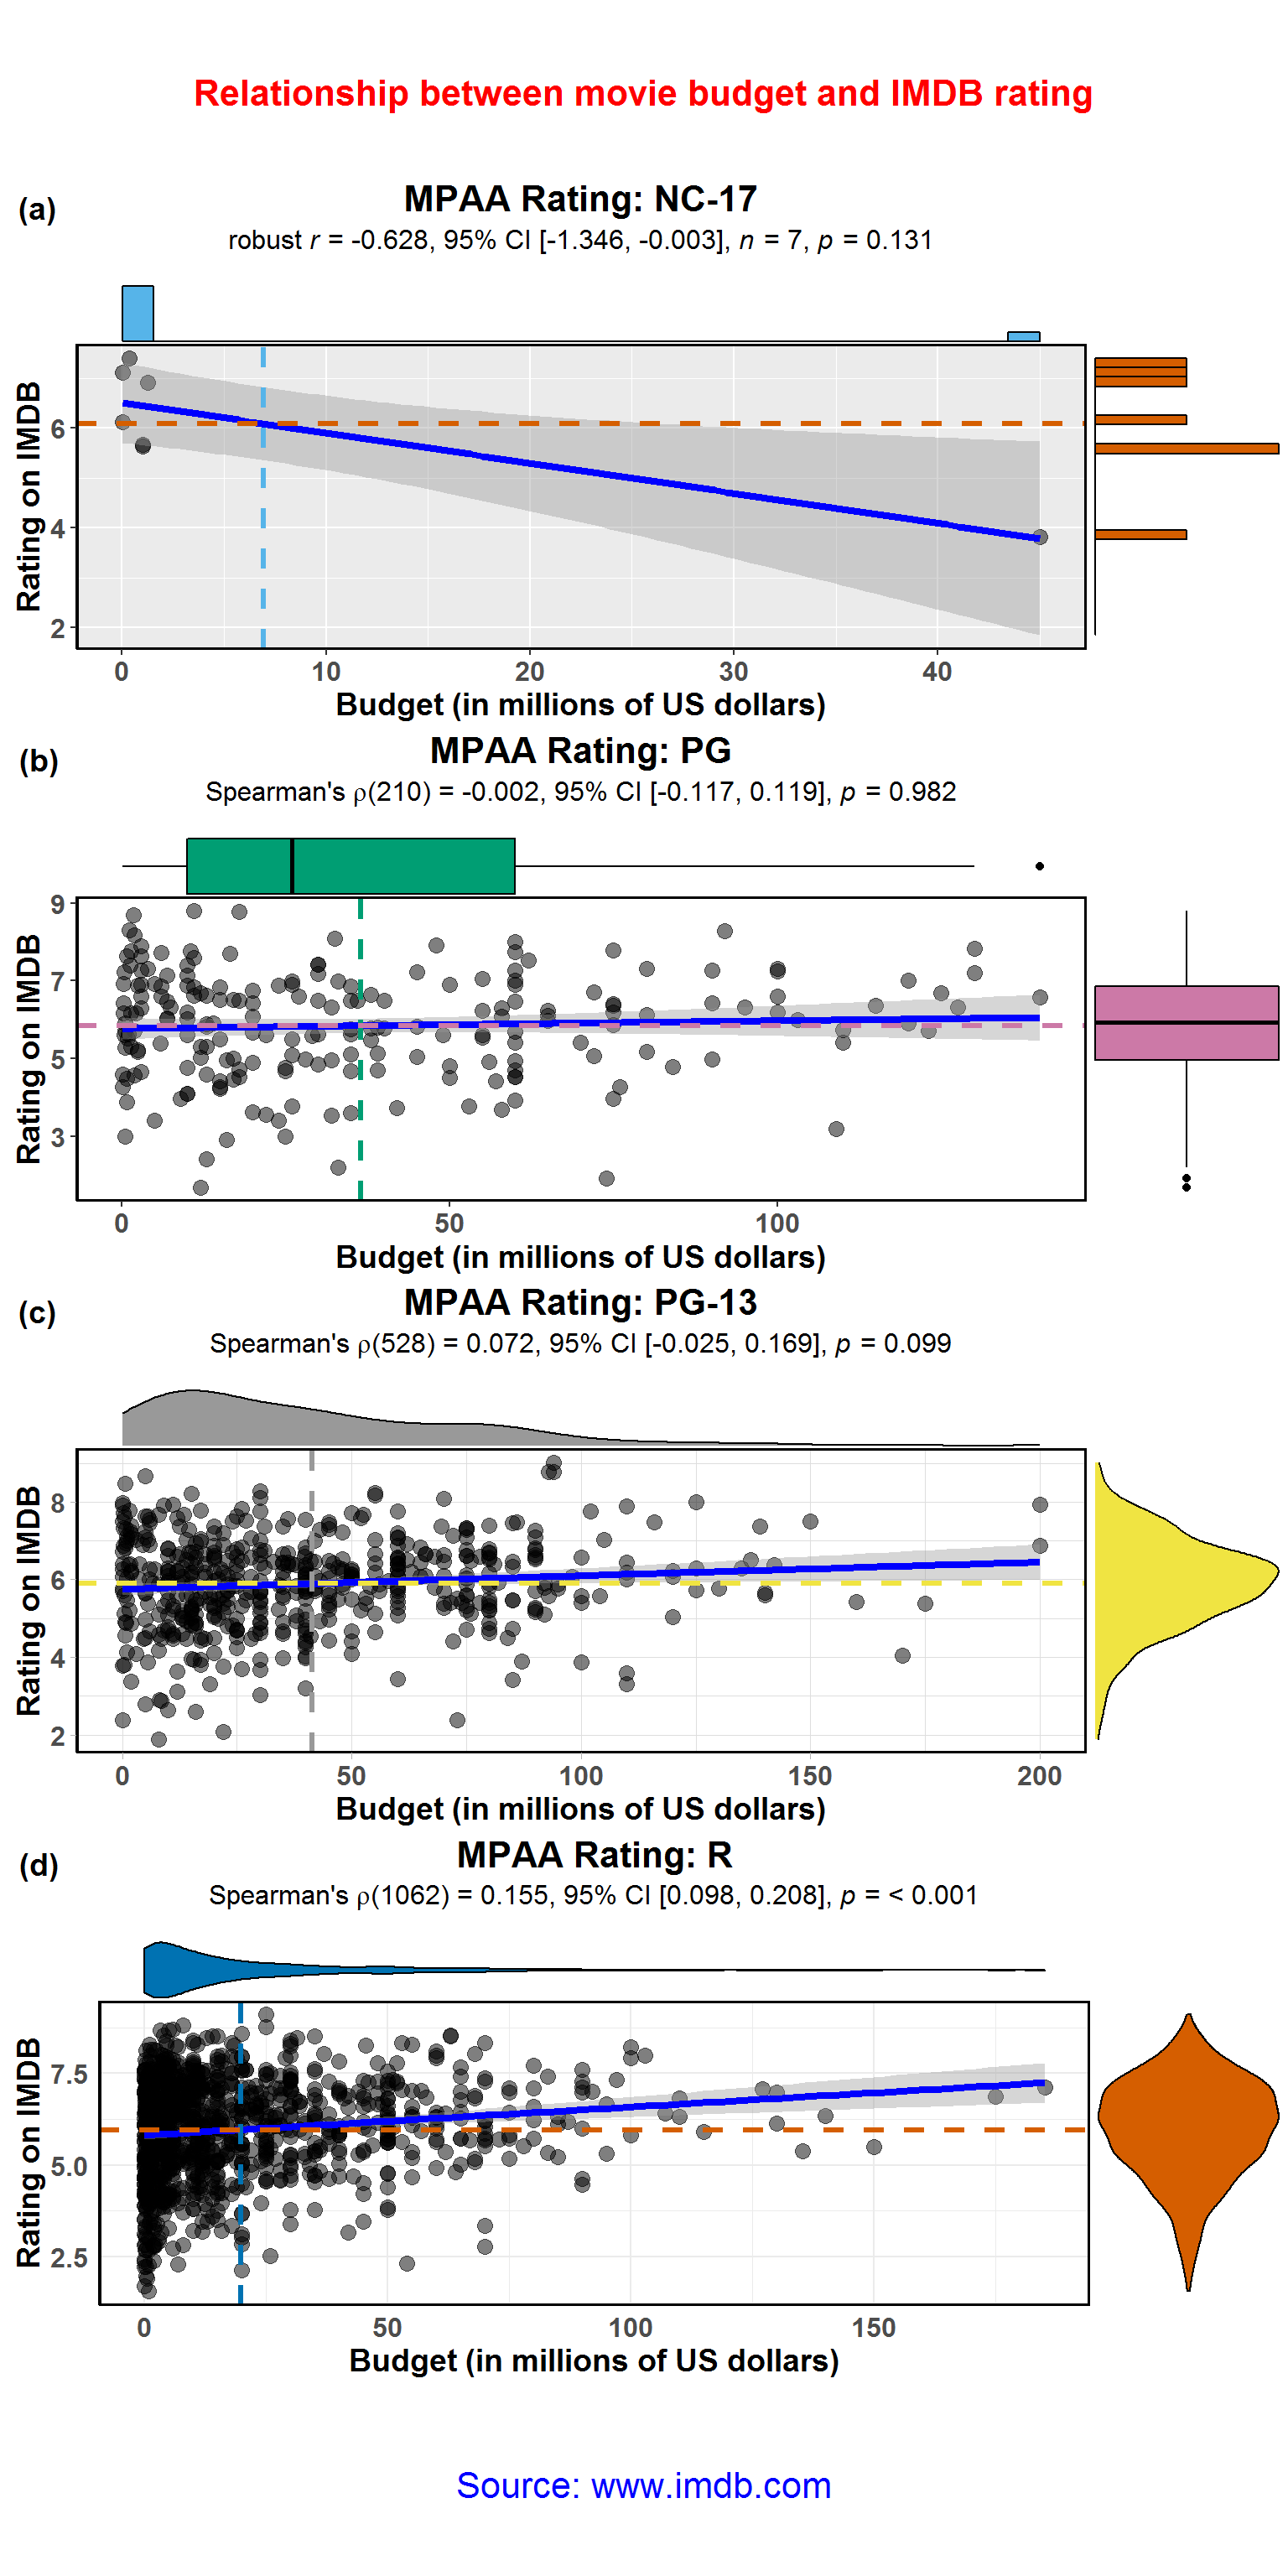 Relationship between movie budget and IMDB rating
(a)
MPAA Rating: NC-17
robust r = -0.628, 95% CI [-1.346, -0.003], n = 7, p = 0.131
Rating on IMDB
6
4
2
0 10 20 30 40
Budget (in millions of US dollars)
(b)
MPAA Rating: PG
Spearman's ρ(210) = -0.002, 95% CI [-0.117, 0.119], p = 0.982
Rating on IMDB
9
7
5
3
0 50 100
Budget (in millions of US dollars)
(c)
MPAA Rating: PG-13
Spearman's ρ(528) = 0.072, 95% CI [-0.025, 0.169], p = 0.099
Rating on IMDB
8
6
4
2
0 50 100 150 200
Budget (in millions of US dollars)
(d)
MPAA Rating: R
Spearman's ρ(1062) = 0.155, 95% CI [0.098, 0.208], p = < 0.001
Rating on IMDB
7.5
5.0
2.5
0 50 100 150
Budget (in millions of US dollars)
Source: www.imdb.com